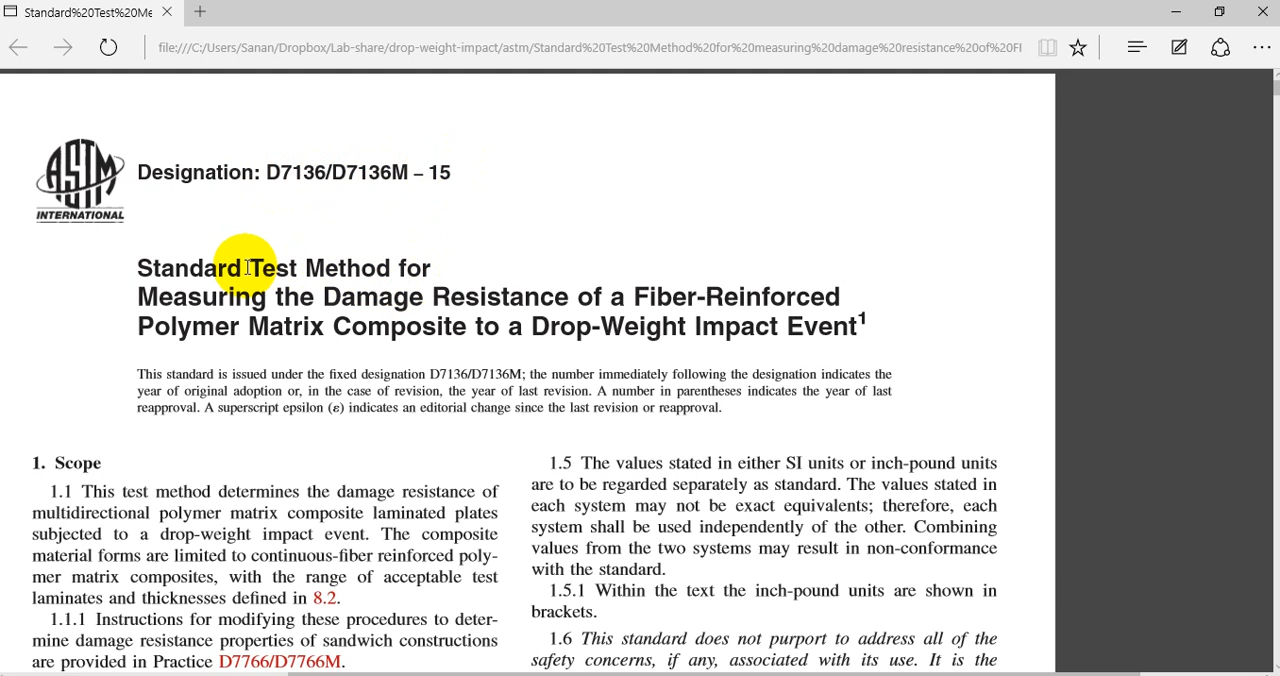 Standard%20Test%20Me
file:///C:/Users/Sanan/Dropbox/Lab-share/drop-weight-impact/astm/Standard%20Test%20Method%20for%20measuring%20damage%20resistance%20of%20FI
ASTM
INTERNATIONAL
Designation: D7136/D7136M – 15
Standard Test Method for
Measuring the Damage Resistance of a Fiber-Reinforced
Polymer Matrix Composite to a Drop-Weight Impact Event1
This standard is issued under the fixed designation D7136/D7136M; the number immediately following the designation indicates the
year of original adoption or, in the case of revision, the year of last revision. A number in parentheses indicates the year of last
reapproval. A superscript epsilon (ε) indicates an editorial change since the last revision or reapproval.
1. Scope
1.1 This test method determines the damage resistance of
multidirectional polymer matrix composite laminated plates
subjected to a drop-weight impact event. The composite
material forms are limited to continuous-fiber reinforced poly-
mer matrix composites, with the range of acceptable test
laminates and thicknesses defined in 8.2.
1.1.1 Instructions for modifying these procedures to deter-
mine damage resistance properties of sandwich constructions
are provided in Practice D7766/D7766M.
1.5 The values stated in either SI units or inch-pound units
are to be regarded separately as standard. The values stated in
each system may not be exact equivalents; therefore, each
system shall be used independently of the other. Combining
values from the two systems may result in non-conformance
with the standard.
1.5.1 Within the text the inch-pound units are shown in
brackets.
1.6 This standard does not purport to address all of the
safety concerns, if any, associated with its use. It is the